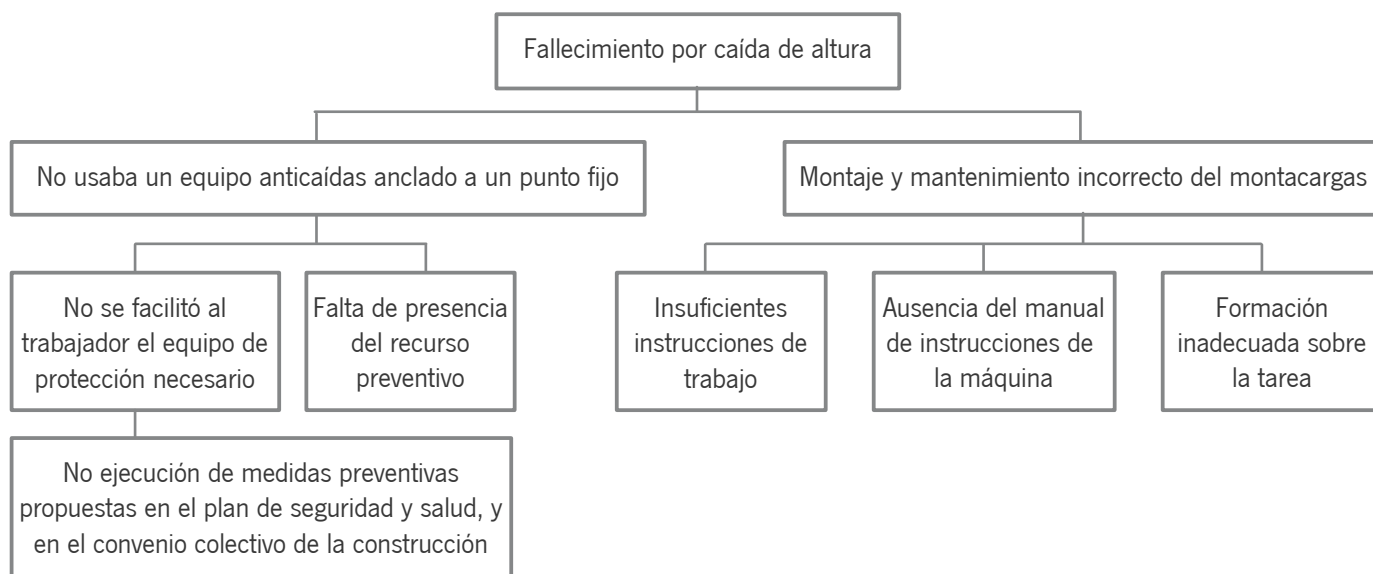 Fallecimiento por caída de altura
No usaba un equipo anticaídas anclado a un punto fijo
Montaje y mantenimiento incorrecto del montacargas
No se facilitó al
trabajador el equipo de
protección necesario
Falta de presencia
del recurso
preventivo
Insuficientes
instrucciones de
trabajo
Ausencia del manual
de instrucciones de
la máquina
Formación
inadecuada sobre
la tarea
No ejecución de medidas preventivas
propuestas en el plan de seguridad y salud, y
en el convenio colectivo de la construcción